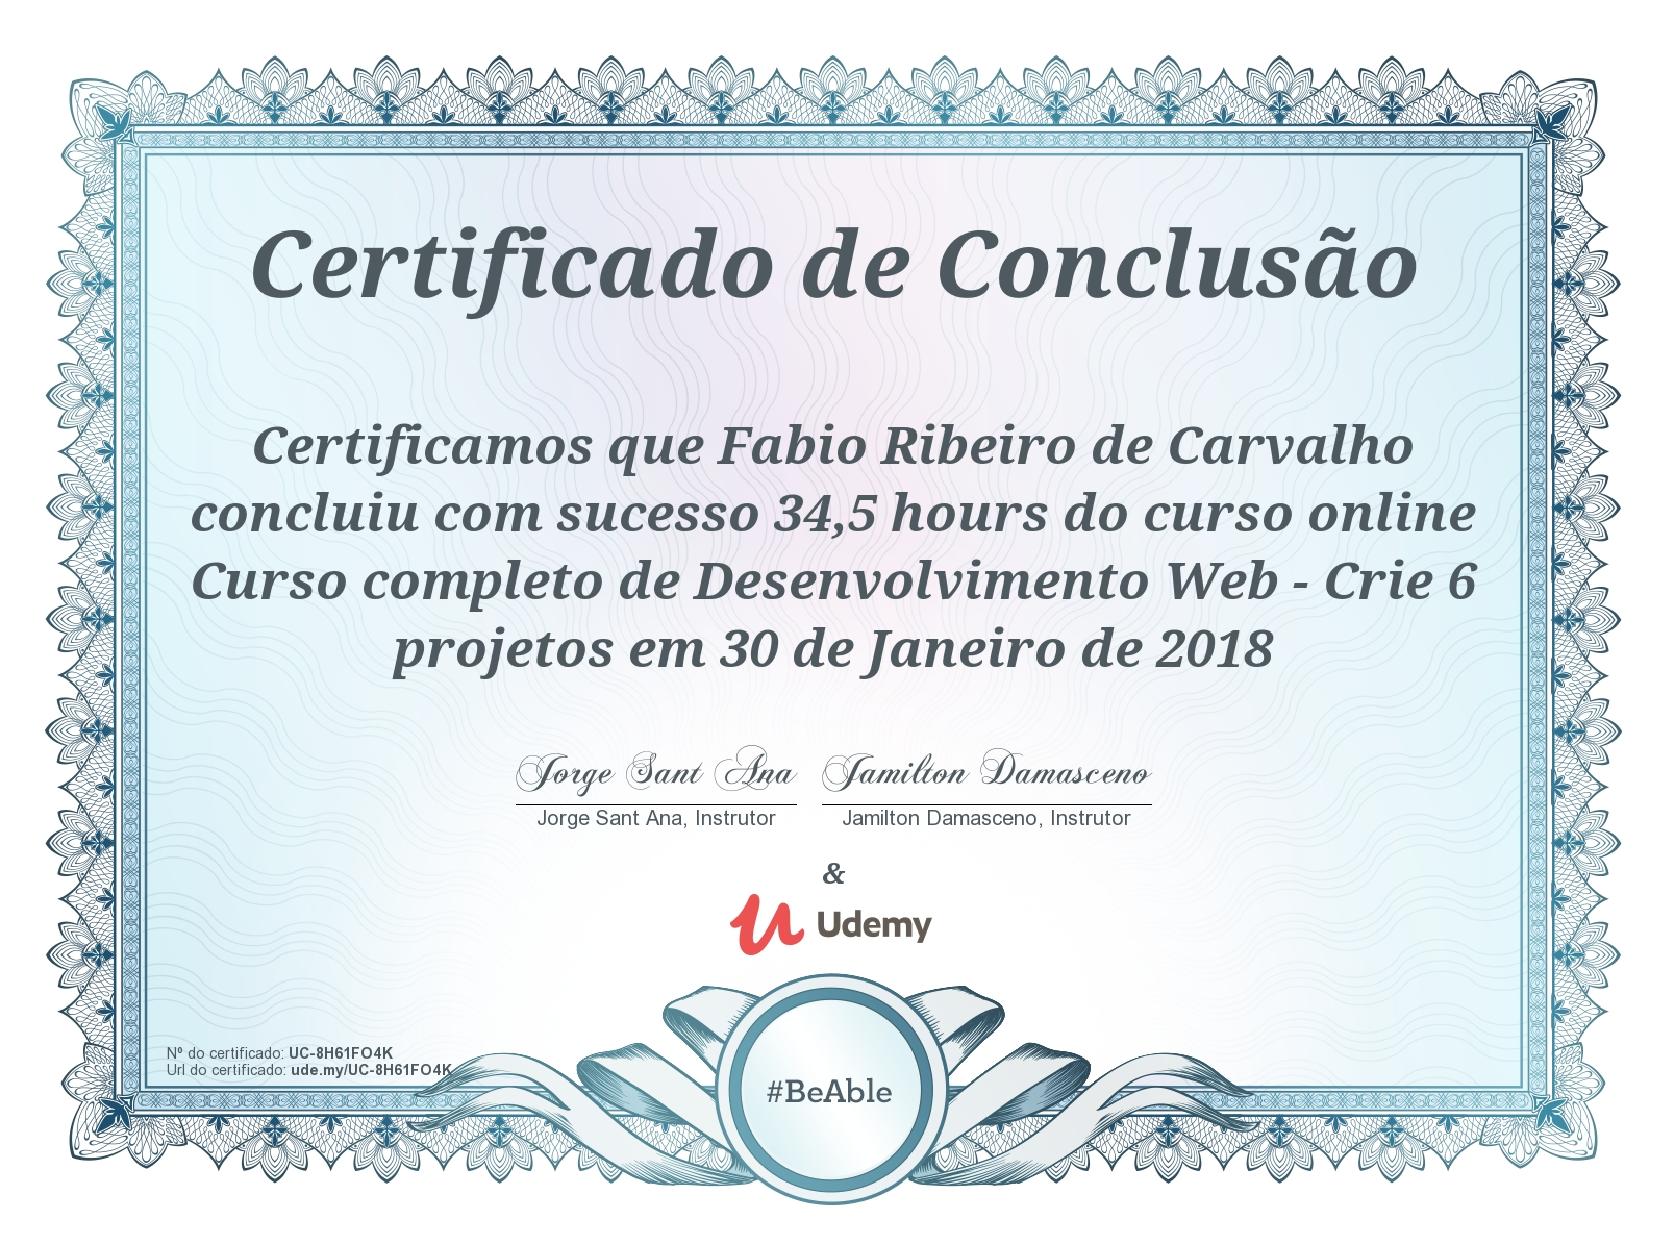 Certificado de Conclusão
Certificamos que Fabio Ribeiro de Carvalho
concluiu com sucesso 34,5 hours do curso online
Curso completo de Desenvolvimento Web - Crie 6
projetos em 30 de Janeiro de 2018
Jorge Sant Ana Jamilton Damasceno
Jorge Sant Ana, Instrutor Jamilton Damasceno, Instrutor
&
Udemy
Nº do certificado: UC-8H61FO4K
Url do certificado: ude.my/UC-8H61FO4K
#BeAble